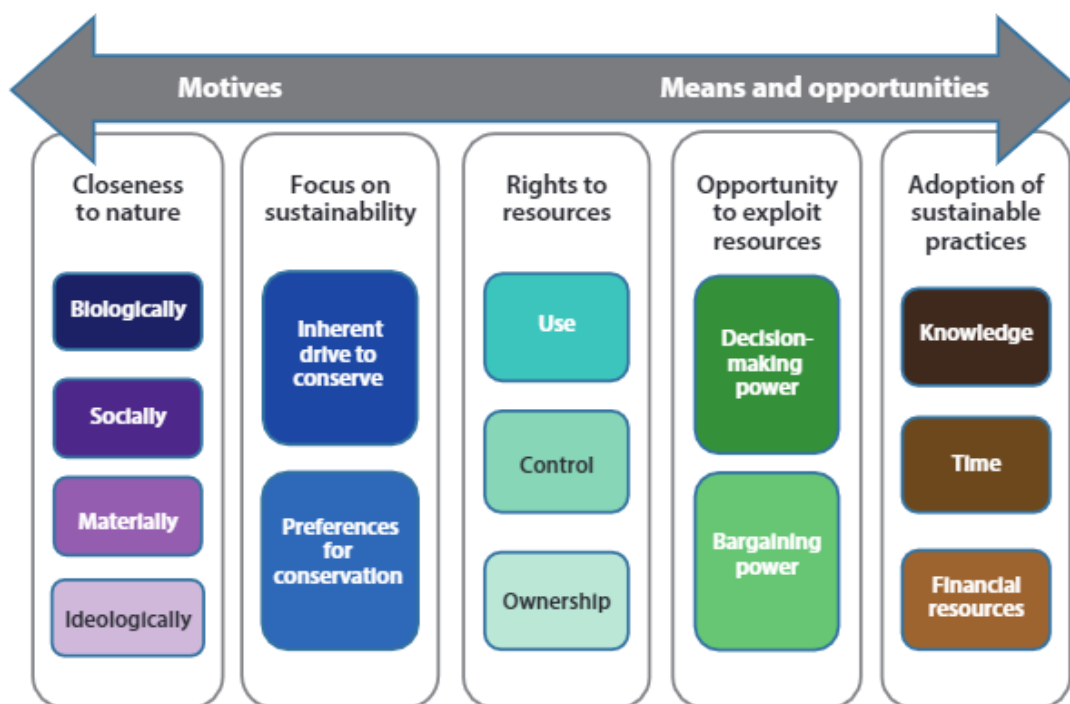 Motives
Means and opportunities
Closeness
to nature
Biologically
Socially
Materially
Ideologically
Focus on
sustainability
Inherent
drive to
conserve
Preferences
for
conservation
Rights to
resources
Use
Control
Ownership
Opportunity
to exploit
resources
Decision-
making
power
Bargaining
power
Adoption of
sustainable
practices
Knowledge
Time
Financial
resources